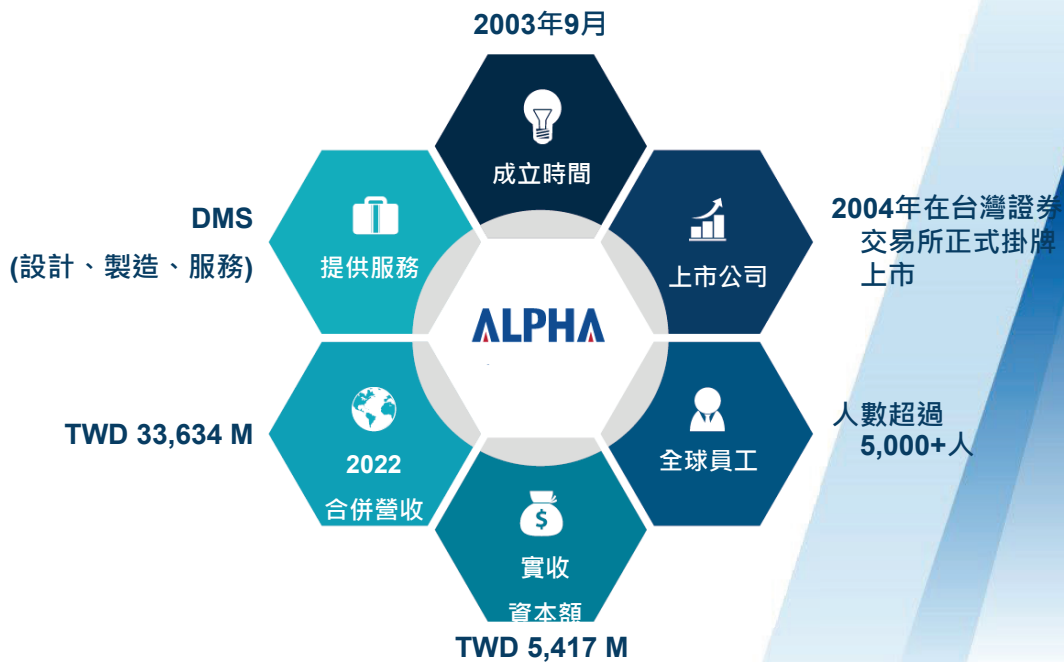 2003年9月
成立時間
DMS
(設計、製造、服務)
提供服務
上市公司
2004年在台灣證券
交易所正式掛牌
上市
ALPHA
TWD 33,634 M
2022
合併營收
全球員工
人數超過
5,000+人
實收
資本額
TWD 5,417 M